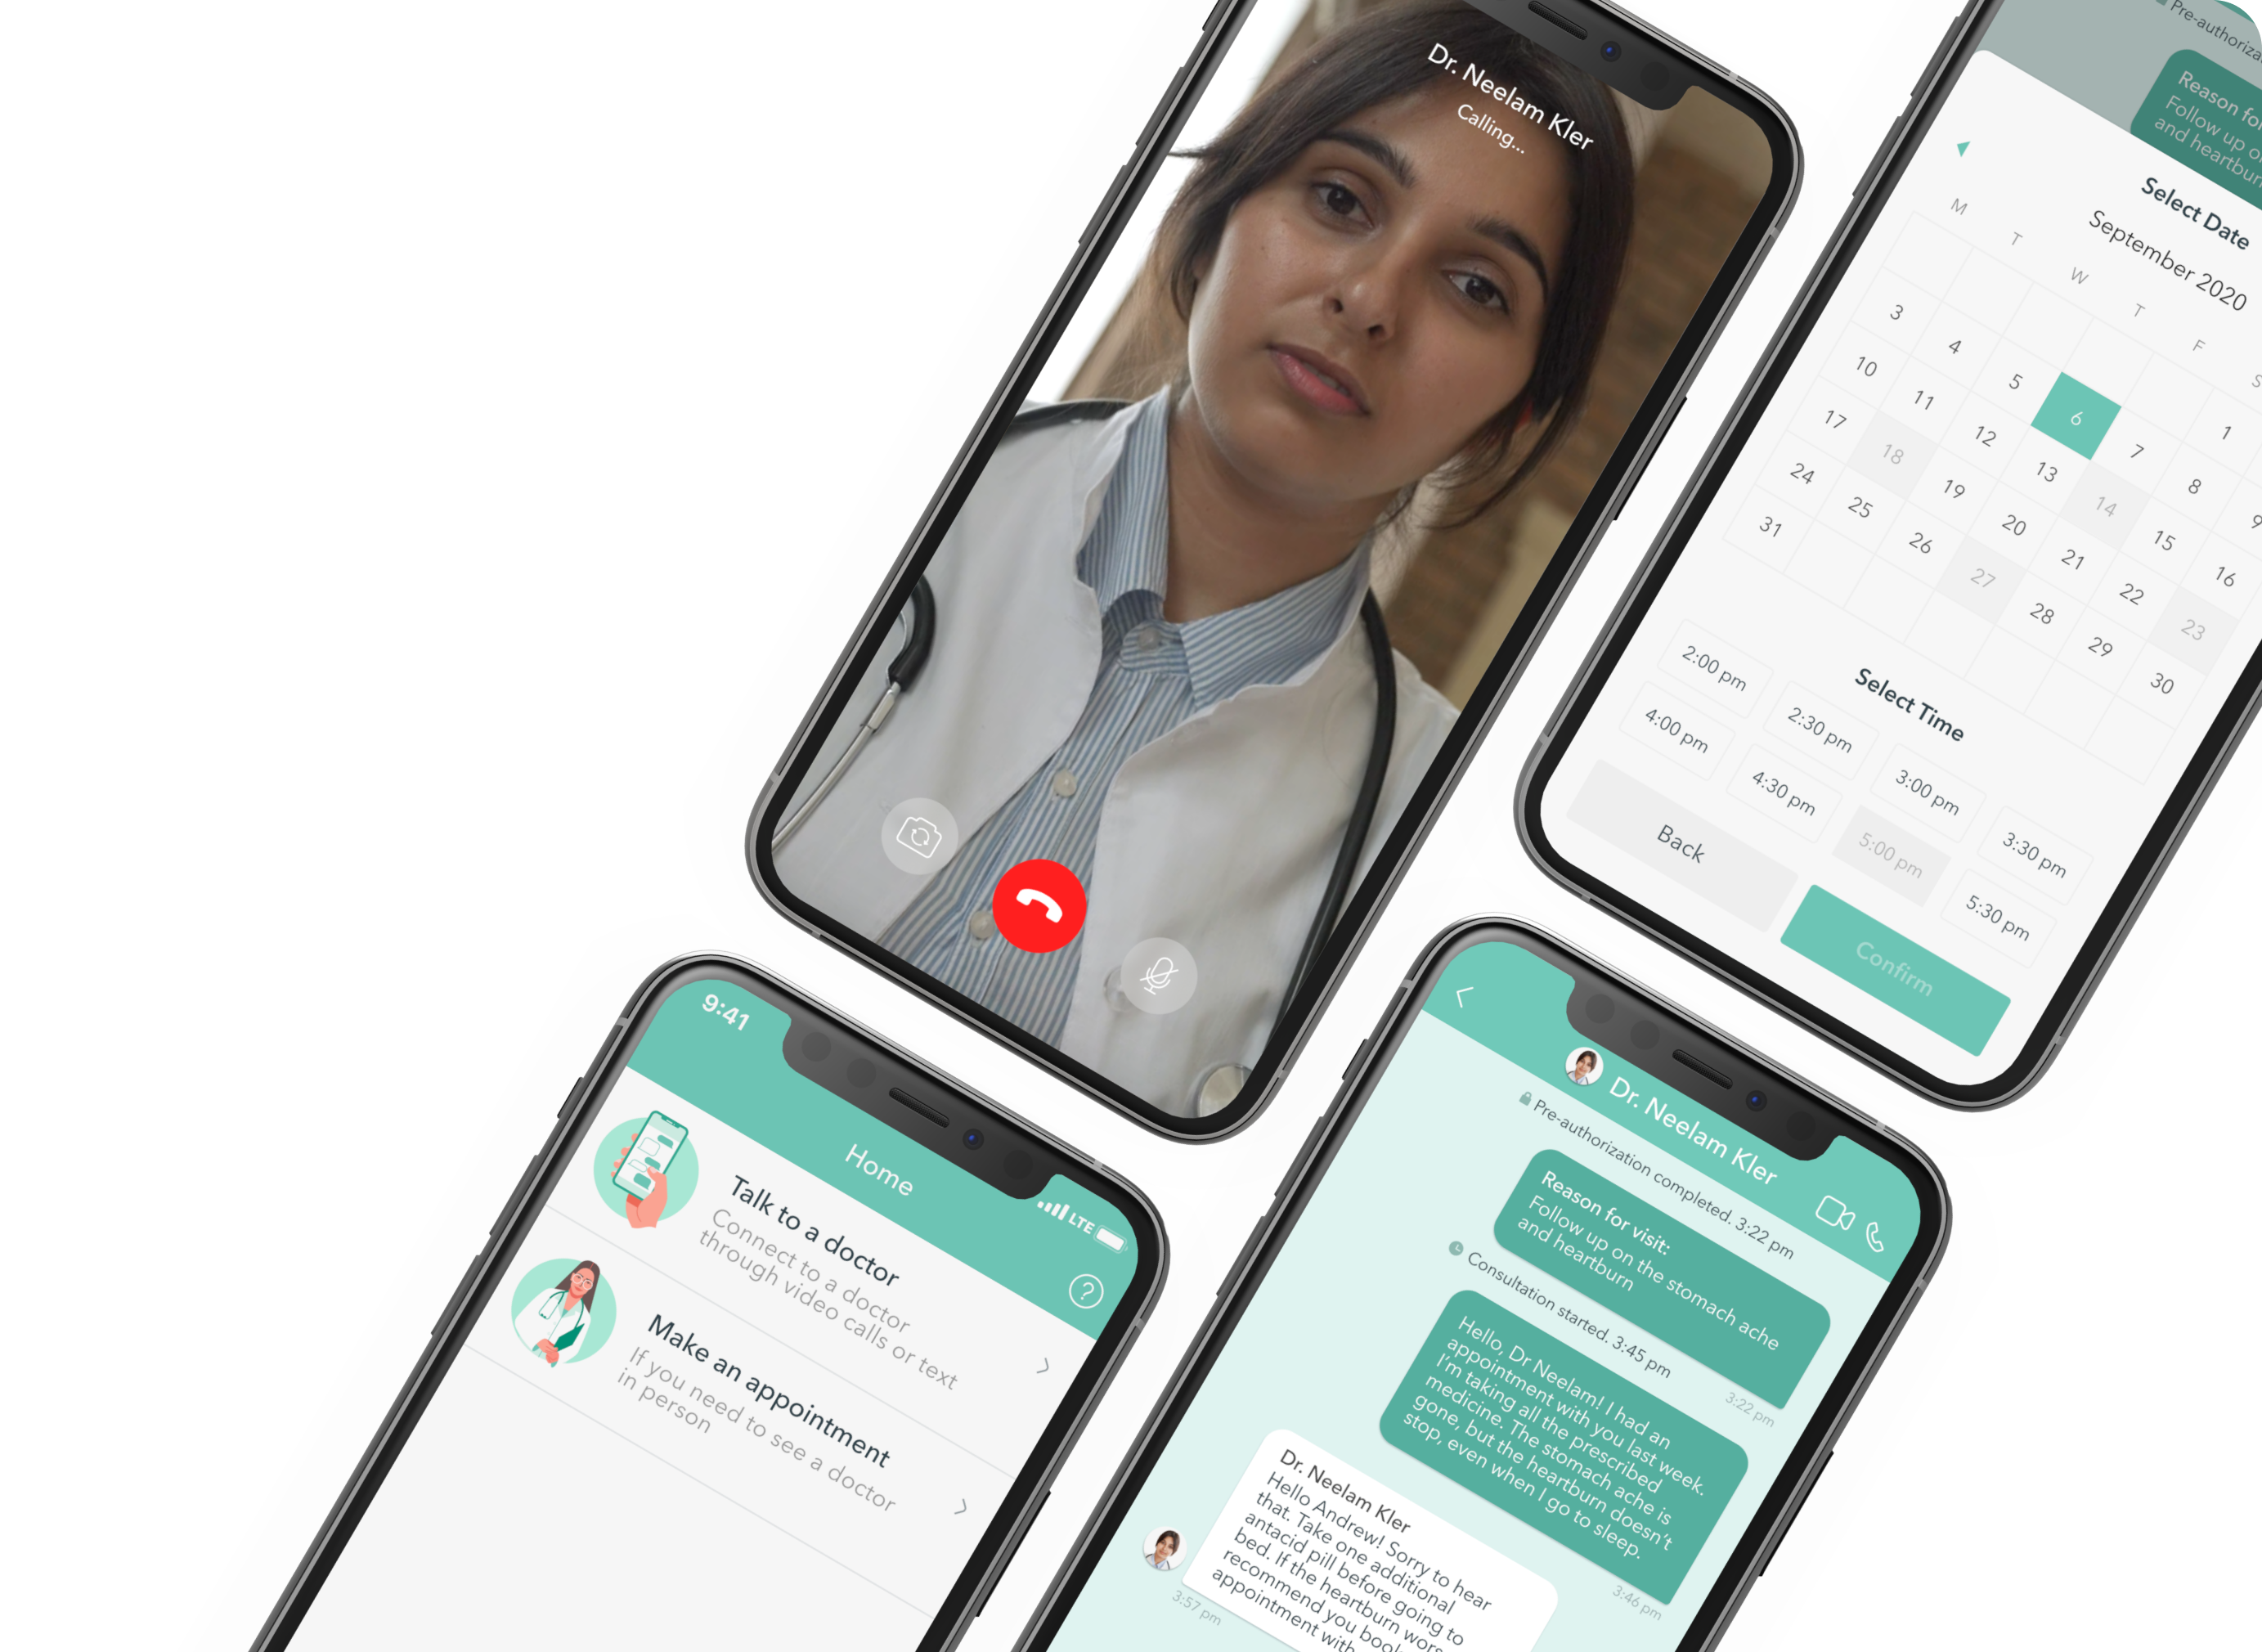 Dr. Neelam Kler
Calling...
Pre-authoriza
Reason fo
Follow up o
and heartbur
Select Date
September 2020
M T W T F S
1
3 4 5 6 7 8 9
10 11 12 13 14 15 16
17 18 19 20 21 22 23
24 25 26 27 28 29 30
31
Select Time
2:00 pm 2:30 pm 3:00 pm 3:30 pm
4:00 pm 4:30 pm 5:00 pm 5:30 pm
Back Confirm
9:41
LTE
Home
?
Talk to a doctor
Connect to a doctor
through video calls or text
Make an appointment
If you need to see a doctor
in person
Dr. Neelam Kler
Pre-authorization completed. 3:22 pm
Reason for visit:
Follow up on the stomach ache
and heartburn
3:22 pm
Consultation started. 3:45 pm
Hello, Dr Neelam! I had an
appointment with you last week.
I'm taking all the prescribed
medicine. The stomach ache is
gone, but the heartburn doesn't
stop, even when I go to sleep.
3:46 pm
Dr. Neelam Kler
Hello Andrew! Sorry to hear
that. Take one additional
antacid pill before going to
bed. If the heartburn wors
recommend you boo
appointment with
3:57 pm